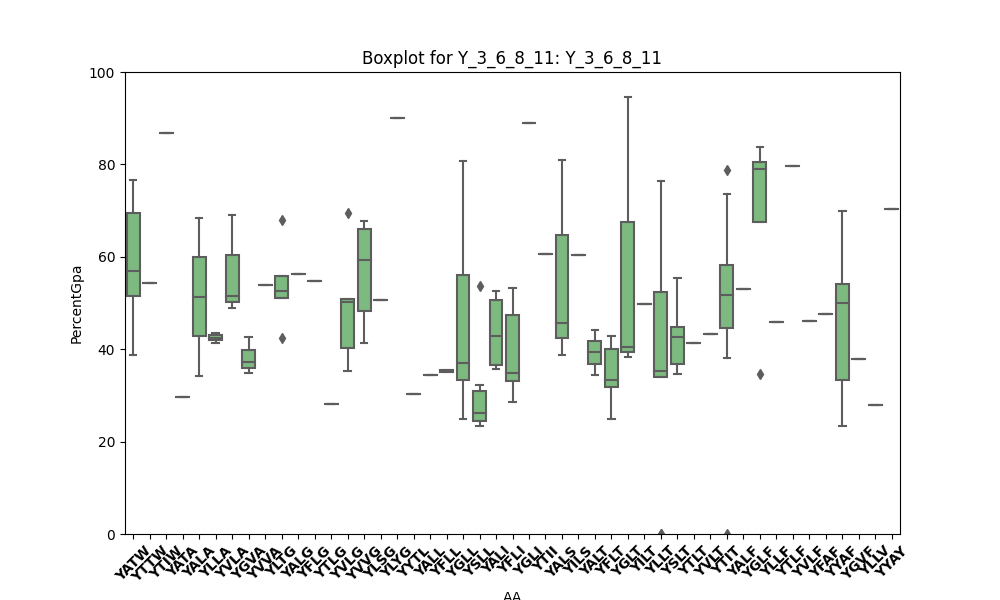 Boxplot for Y_3_6_8_11: Y_3_6_8_11
100
80
60
40
20
0
PercentGpa
YATW
YTTW
YTIW
YATA
YALA
YLLA
YVLA
YGVA
YVVA
YLTG
YALG
YFLG
YTLG
YVLG
YVVG
YLSG
YLYG
YYTL
YALL
YFLL
YGLL
YSLL
YALI
YFLI
YGLI
YTII
YALS
YILS
YALT
YFLT
YGLT
YILT
YLLT
YSLT
YTLT
YVLT
YTIT
YALF
YGLF
YLLF
YTLF
YVLF
YFAF
YYAF
YGVF
YLLV
YYAY
AA